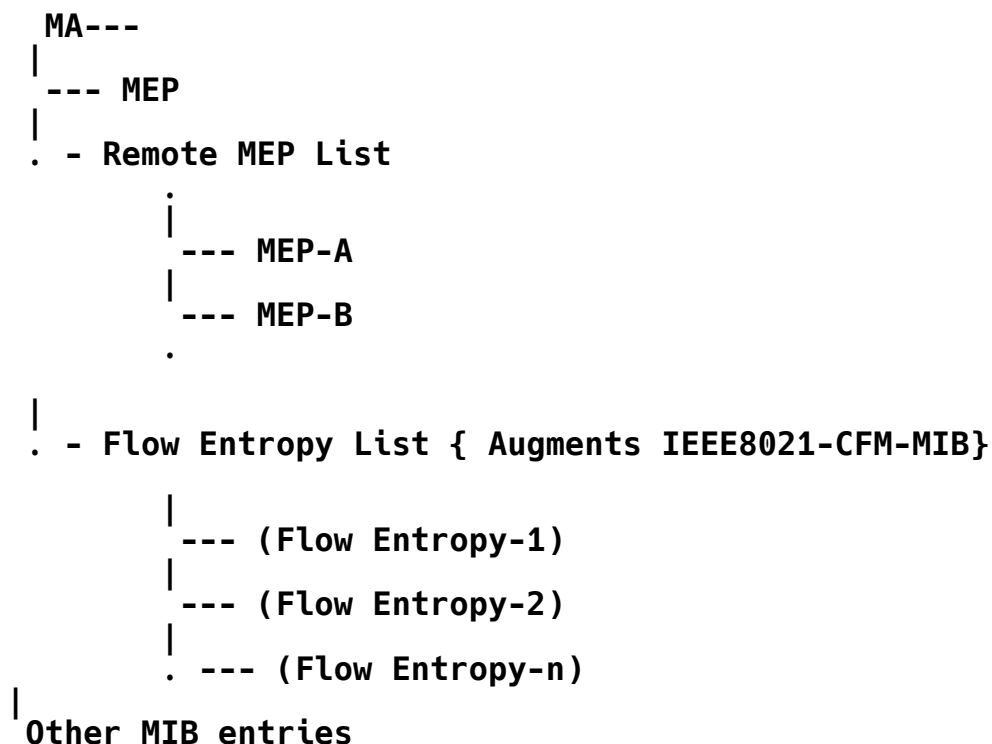 MA---
|
--- MEP
|
. - Remote MEP List
.
|
--- MEP-A
|
--- MEP-B
.
|
. - Flow Entropy List { Augments IEEE8021-CFM-MIB}
|
--- (Flow Entropy-1)
|
--- (Flow Entropy-2)
|
. --- (Flow Entropy-n)
|
Other MIB entries